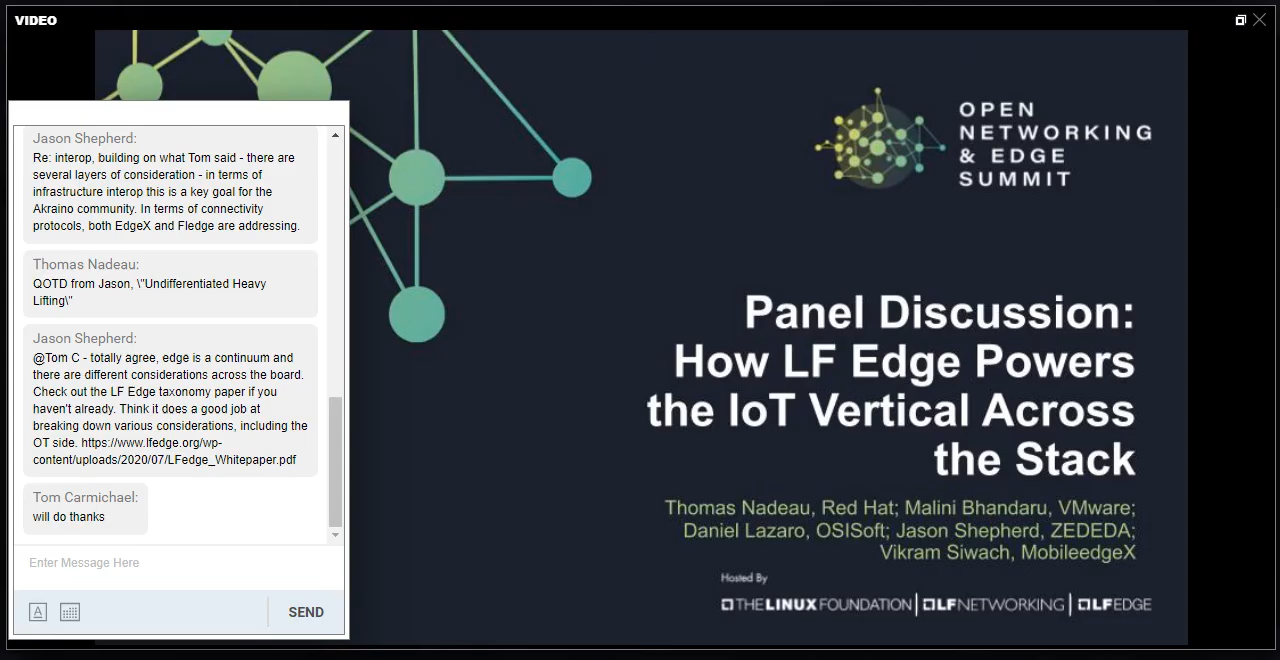 VIDEO
Jason Shepherd:
Re: interop, building on what Tom said - there are
several layers of consideration - in terms of
infrastructure interop this is a key goal for the
Akraino community. In terms of connectivity
protocols, both EdgeX and Fledge are addressing.
Thomas Nadeau:
QOTD from Jason, \"Undifferentiated Heavy
Lifting\"
Jason Shepherd:
@Tom C - totally agree, edge is a continuum and
there are different considerations across the board.
Check out the LF Edge taxonomy paper if you
haven't already. Think it does a good job at
breaking down various considerations, including the
OT side. https://www.lfedge.org/wp-
content/uploads/2020/07/LFedge_Whitepaper.pdf
Tom Carmichael:
will do thanks
Enter Message Here
A
SEND
OPEN
NETWORKING
& EDGE
SUMMIT
Panel Discussion:
How LF Edge Powers
the IoT Vertical Across
the Stack
Thomas Nadeau, Red Hat; Malini Bhandaru, VMware;
Daniel Lazaro, OSISoft; Jason Shepherd, ZEDEDA;
Vikram Siwach, MobileedgeX
Hosted By
THE LINUX FOUNDATION | LF NETWORKING | LF EDGE